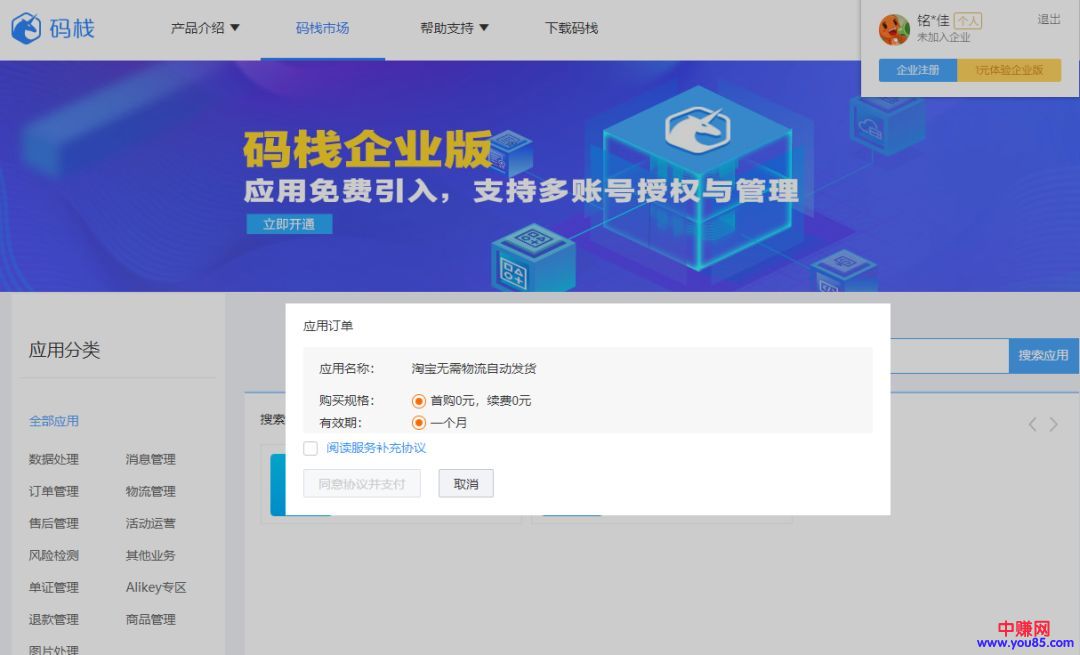 码栈
产品介绍
码栈市场
帮助支持
下载码栈
铭*佳 个人
未加入企业
退出
企业注册
1元体验企业版
码栈企业版
应用免费引入，支持多账号授权与管理
立即开通
应用分类
全部应用
数据处理 消息管理
订单管理 物流管理
售后管理 活动运营
风险检测 其他业务
单证管理 Alikey专区
退款管理 商品管理
图片处理
搜索应用
搜索
应用订单
应用名称： 淘宝无需物流自动发货
购买规格： 首购0元，续费0元
有效期： 一个月
阅读服务补充协议
同意协议并支付
取消
中赚网
www.you85.com